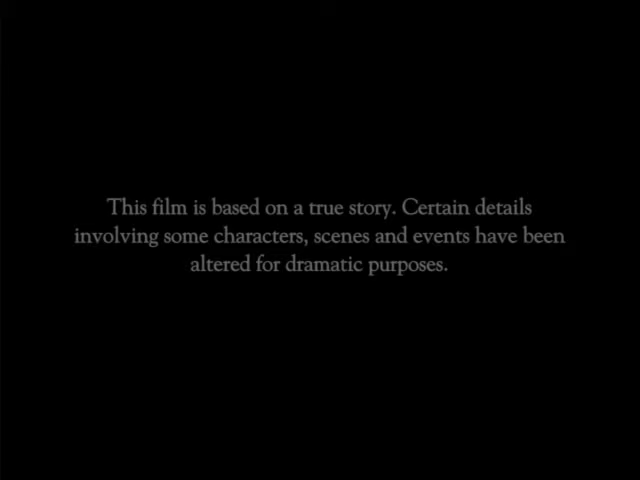 This film is based on a true story. Certain details
involving some characters, scenes and events have been
altered for dramatic purposes.